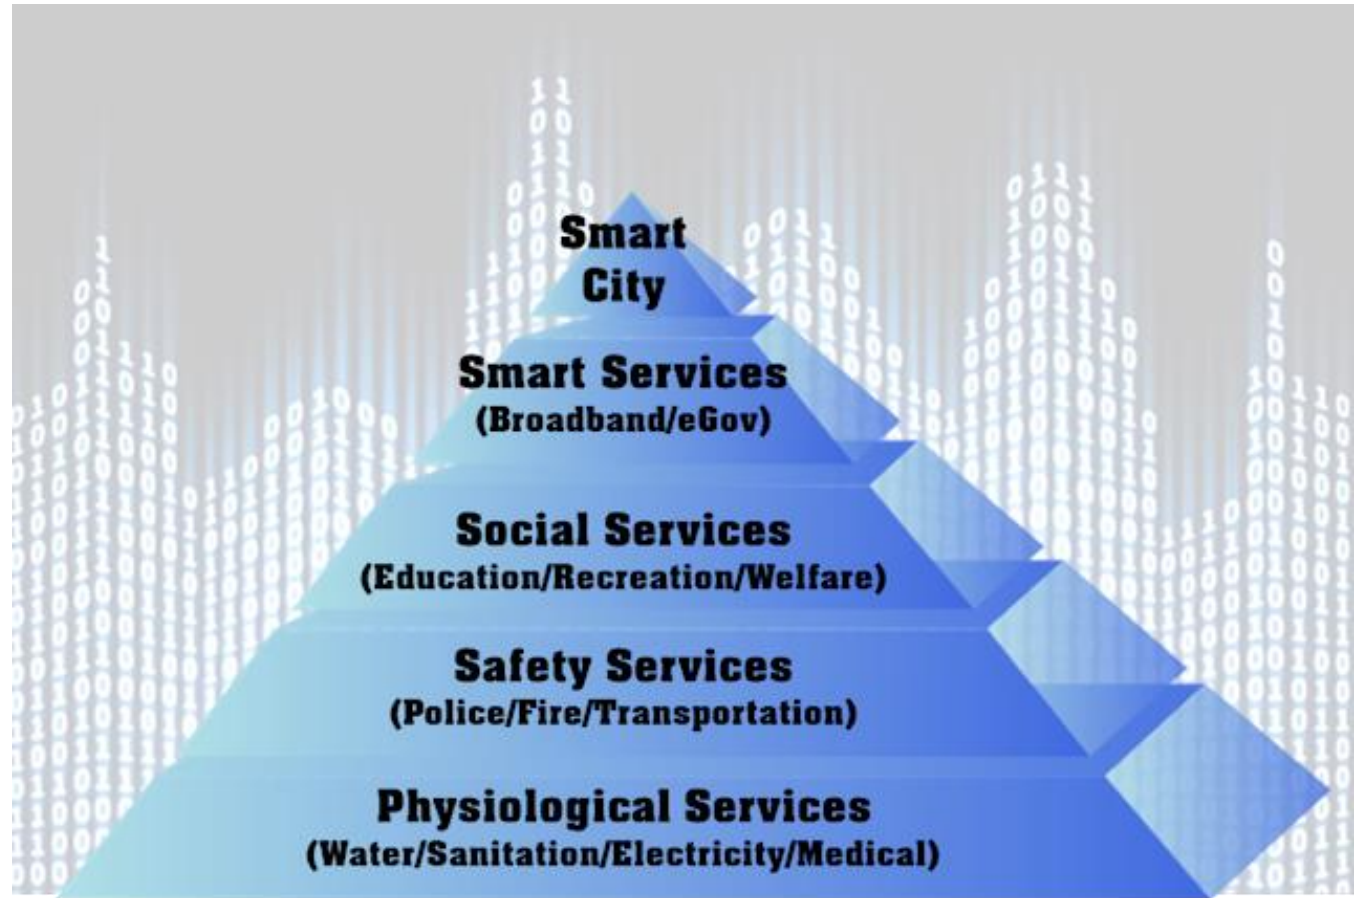 Smart
City
Smart Services
(Broadband/eGov)
Social Services
(Education/Recreation/Welfare)
Safety Services
(Police/Fire/Transportation)
Physiological Services
(Water/Sanitation/Electricity/Medical)